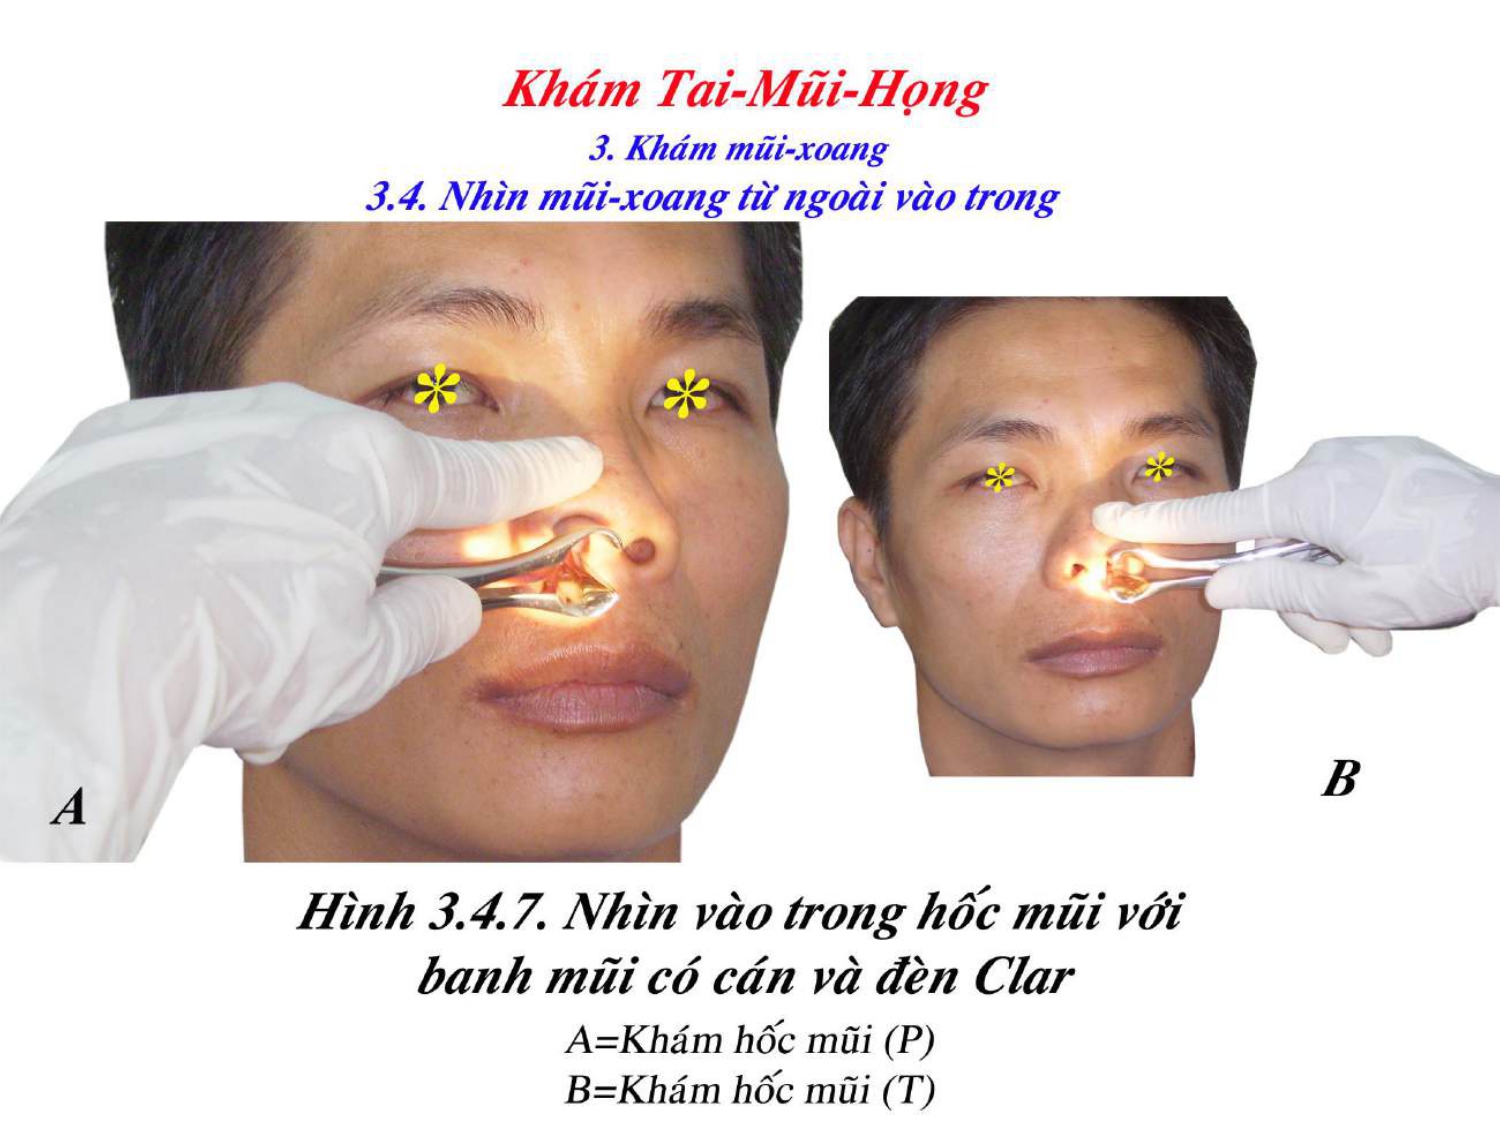 Khám Tai-Mũi-Họng
3. Khám mũi-xoang
3.4. Nhìn mũi-xoang từ ngoài vào trong
A
B
Hình 3.4.7. Nhìn vào trong hốc mũi với
banh mũi có cán và đèn Clar
A=Khám hốc mũi (P)
B=Khám hốc mũi (T)